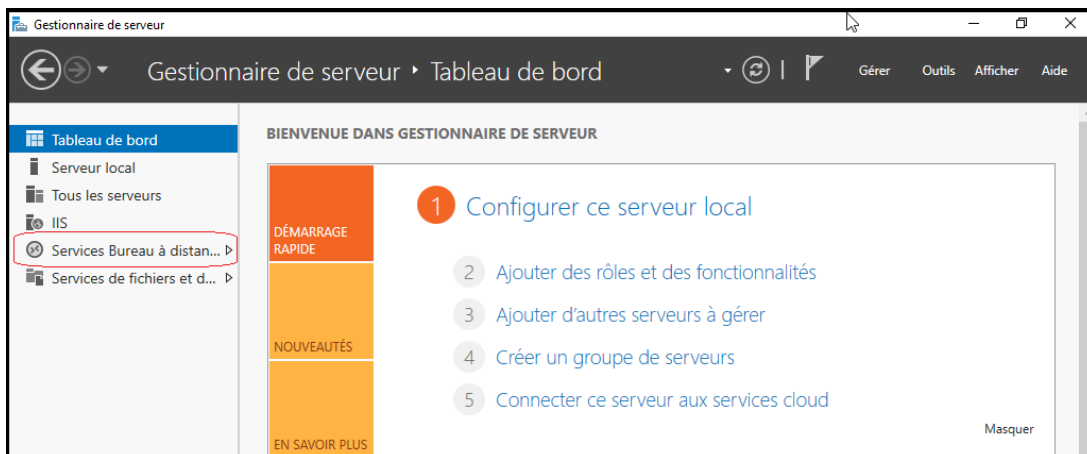 Gestionnaire de serveur
Gestionnaire de serveur ‣ Tableau de bord
Gérer Outils Afficher Aide
Tableau de bord
Serveur local
Tous les serveurs
IIS
Services Bureau à distan...
Services de fichiers et d...
BIENVENUE DANS GESTIONNAIRE DE SERVEUR
DÉMARRAGE
RAPIDE
NOUVEAUTÉS
EN SAVOIR PLUS
1 Configurer ce serveur local
2 Ajouter des rôles et des fonctionnalités
3 Ajouter d'autres serveurs à gérer
4 Créer un groupe de serveurs
5 Connecter ce serveur aux services cloud
Masquer